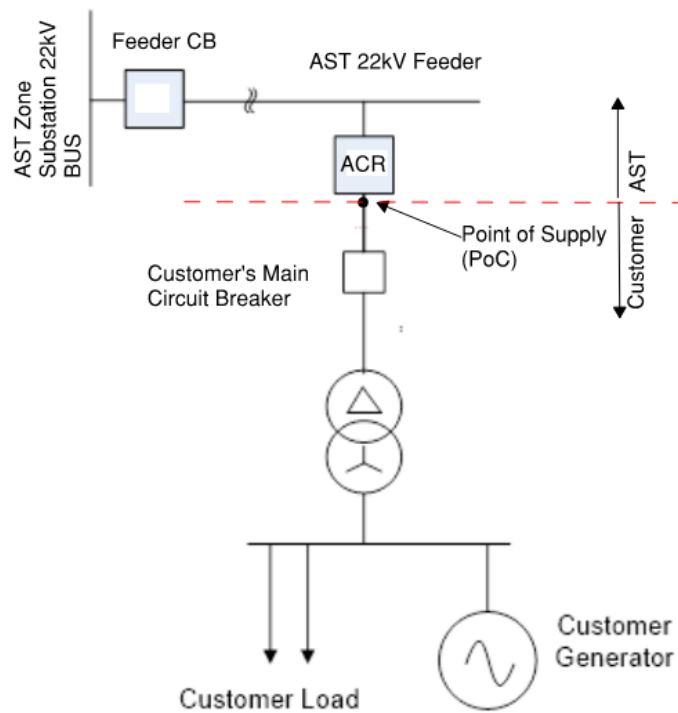 Feeder CB
AST 22kV Feeder
AST Zone
Substation 22kV
BUS
ACR
AST
Customer
Point of Supply
(PoC)
Customer's Main
Circuit Breaker
Customer
Generator
Customer Load